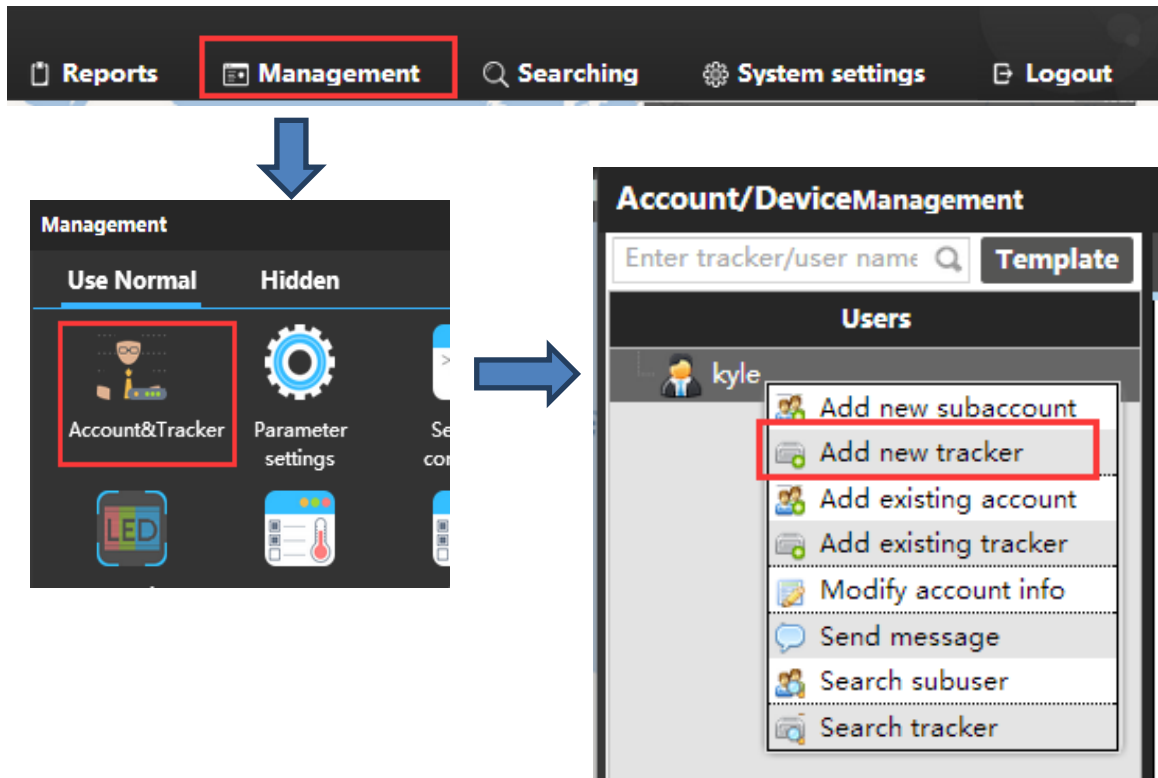 Reports Management Searching System settings Logout
Management
Use Normal Hidden
Account&Tracker Parameter
settings
LED
Account/DeviceManagement
Enter tracker/user name Template
Users
kyle
Add new subaccount
Add new tracker
Add existing account
Add existing tracker
Modify account info
Send message
Search subuser
Search tracker